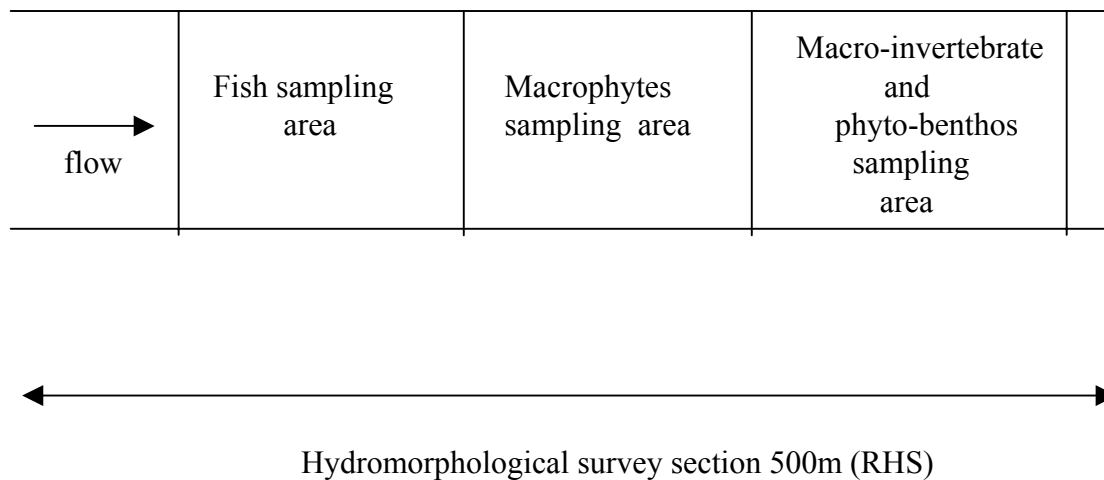 flow
Fish sampling
area
Macrophytes
sampling area
Macro-invertebrate
and
phyto-benthos
sampling
area
Hydromorphological survey section 500m (RHS)